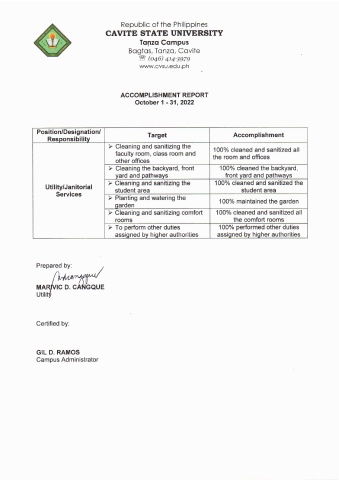 Republic of the Philippines
CAVITE STATE UNIVERSITY
Tanza Campus
Bagtas, Tanza, Cavite
☏ (046) 414-3979
www.cvsu.edu.ph
ACCOMPLISHMENT REPORT
October 1 - 31, 2022
Position/Designation/ Responsibility
Target
Accomplishment
Utility/Janitorial Services
➢ Cleaning and sanitizing the
faculty room, class room and
other offices
100% cleaned and sanitized all
the room and offices
➢ Cleaning the backyard, front
yard and pathways
100% cleaned the backyard,
front yard and pathways
➢ Cleaning and sanitizing the
student area
100% cleaned and sanitized the
student area
➢ Planting and watering the
garden
100% maintained the garden
➢ Cleaning and sanitizing comfort
rooms
100% cleaned and sanitized all
the comfort rooms
➢ To perform other duties
assigned by higher authorities
100% performed other duties
assigned by higher authorities
Prepared by:
MARIVIC D. CANGQUE
Utility
Certified by:
GIL D. RAMOS
Campus Administrator